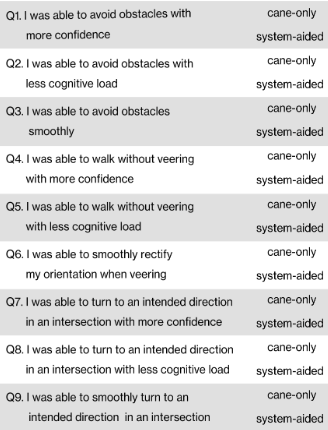 Q1. I was able to avoid obstacles with cane-only
more confidence system-aided
Q2. I was able to avoid obstacles with cane-only
less cognitive load system-aided
Q3. I was able to avoid obstacles cane-only
smoothly system-aided
Q4. I was able to walk without veering cane-only
with more confidence system-aided
Q5. I was able to walk without veering cane-only
with less cognitive load system-aided
Q6. I was able to smoothly rectify cane-only
my orientation when veering system-aided
Q7. I was able to turn to an intended direction cane-only
in an intersection with more confidence system-aided
Q8. I was able to turn to an intended direction cane-only
in an intersection with less cognitive load system-aided
Q9. I was able to smoothly turn to an cane-only
intended direction in an intersection system-aided